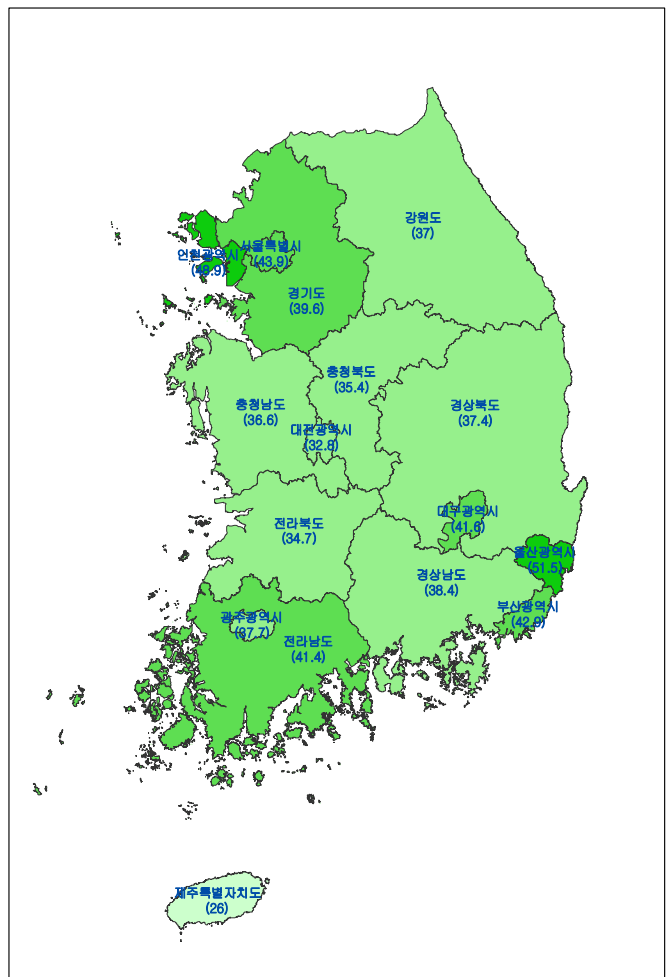 강원도
(37)
서울특별시
(43.9)
인천광역시
(48.9)
경기도
(39.6)
충청북도
(35.4)
충청남도
(36.6)
경상북도
(37.4)
대전광역시
(32.8)
대구광역시
(41.6)
전라북도
(34.7)
울산광역시
(51.5)
경상남도
(38.4)
부산광역시
(42.9)
광주광역시
(37.7)
전라남도
(41.4)
제주특별자치도
(26)